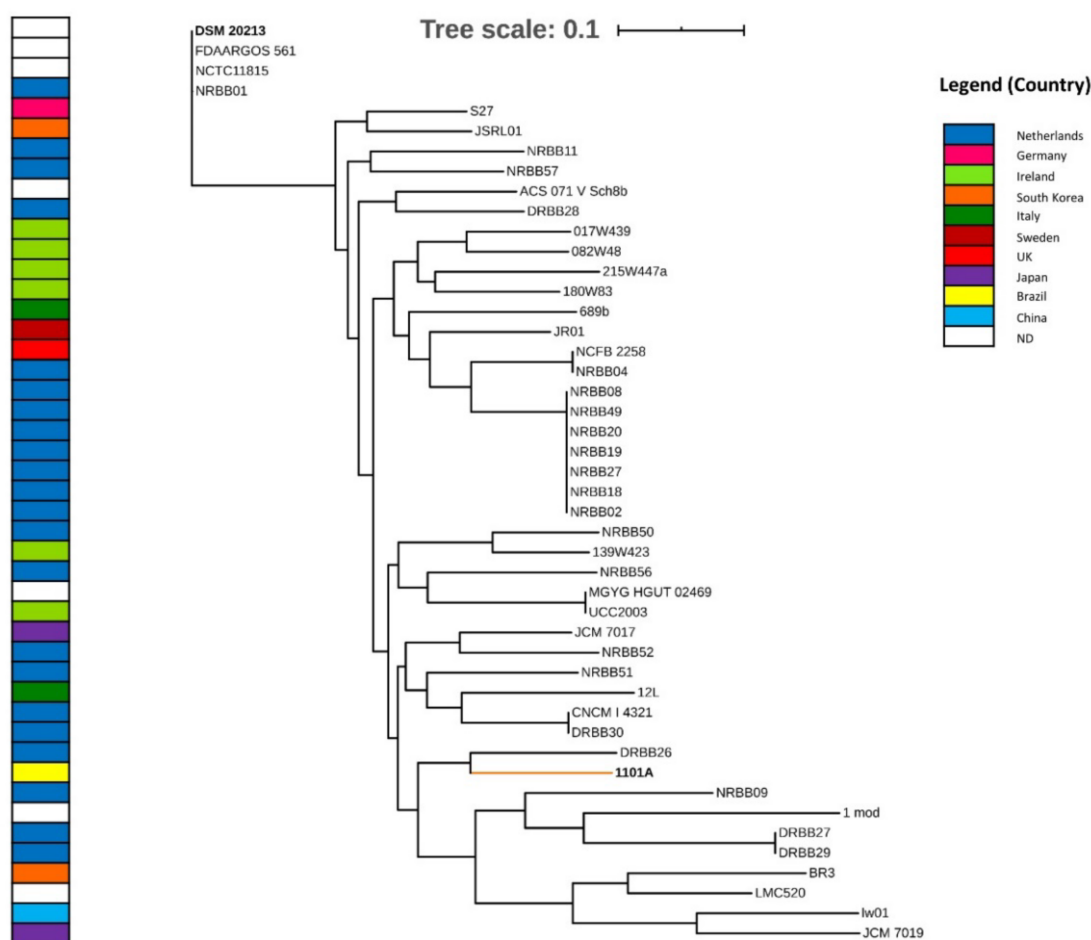 Tree scale: 0.1
DSM 20213
FDAARGOS 561
NCTC11815
NRBB01
S27
JSRL01
NRBB11
NRBB57
ACS 071 V Sch8b
DRBB28
017W439
082W48
215W447a
180W83
689b
JR01
NCFB 2258
NRBB04
NRBB08
NRBB49
NRBB20
NRBB19
NRBB27
NRBB18
NRBB02
NRBB50
139W423
NRBB56
MGYG HGUT 02469
UCC2003
JCM 7017
NRBB52
NRBB51
12L
CNCM I 4321
DRBB30
DRBB26
1101A
NRBB09
1 mod
DRBB27
DRBB29
BR3
LMC520
lw01
JCM 7019
Legend (Country)
Netherlands
Germany
Ireland
South Korea
Italy
Sweden
UK
Japan
Brazil
China
ND